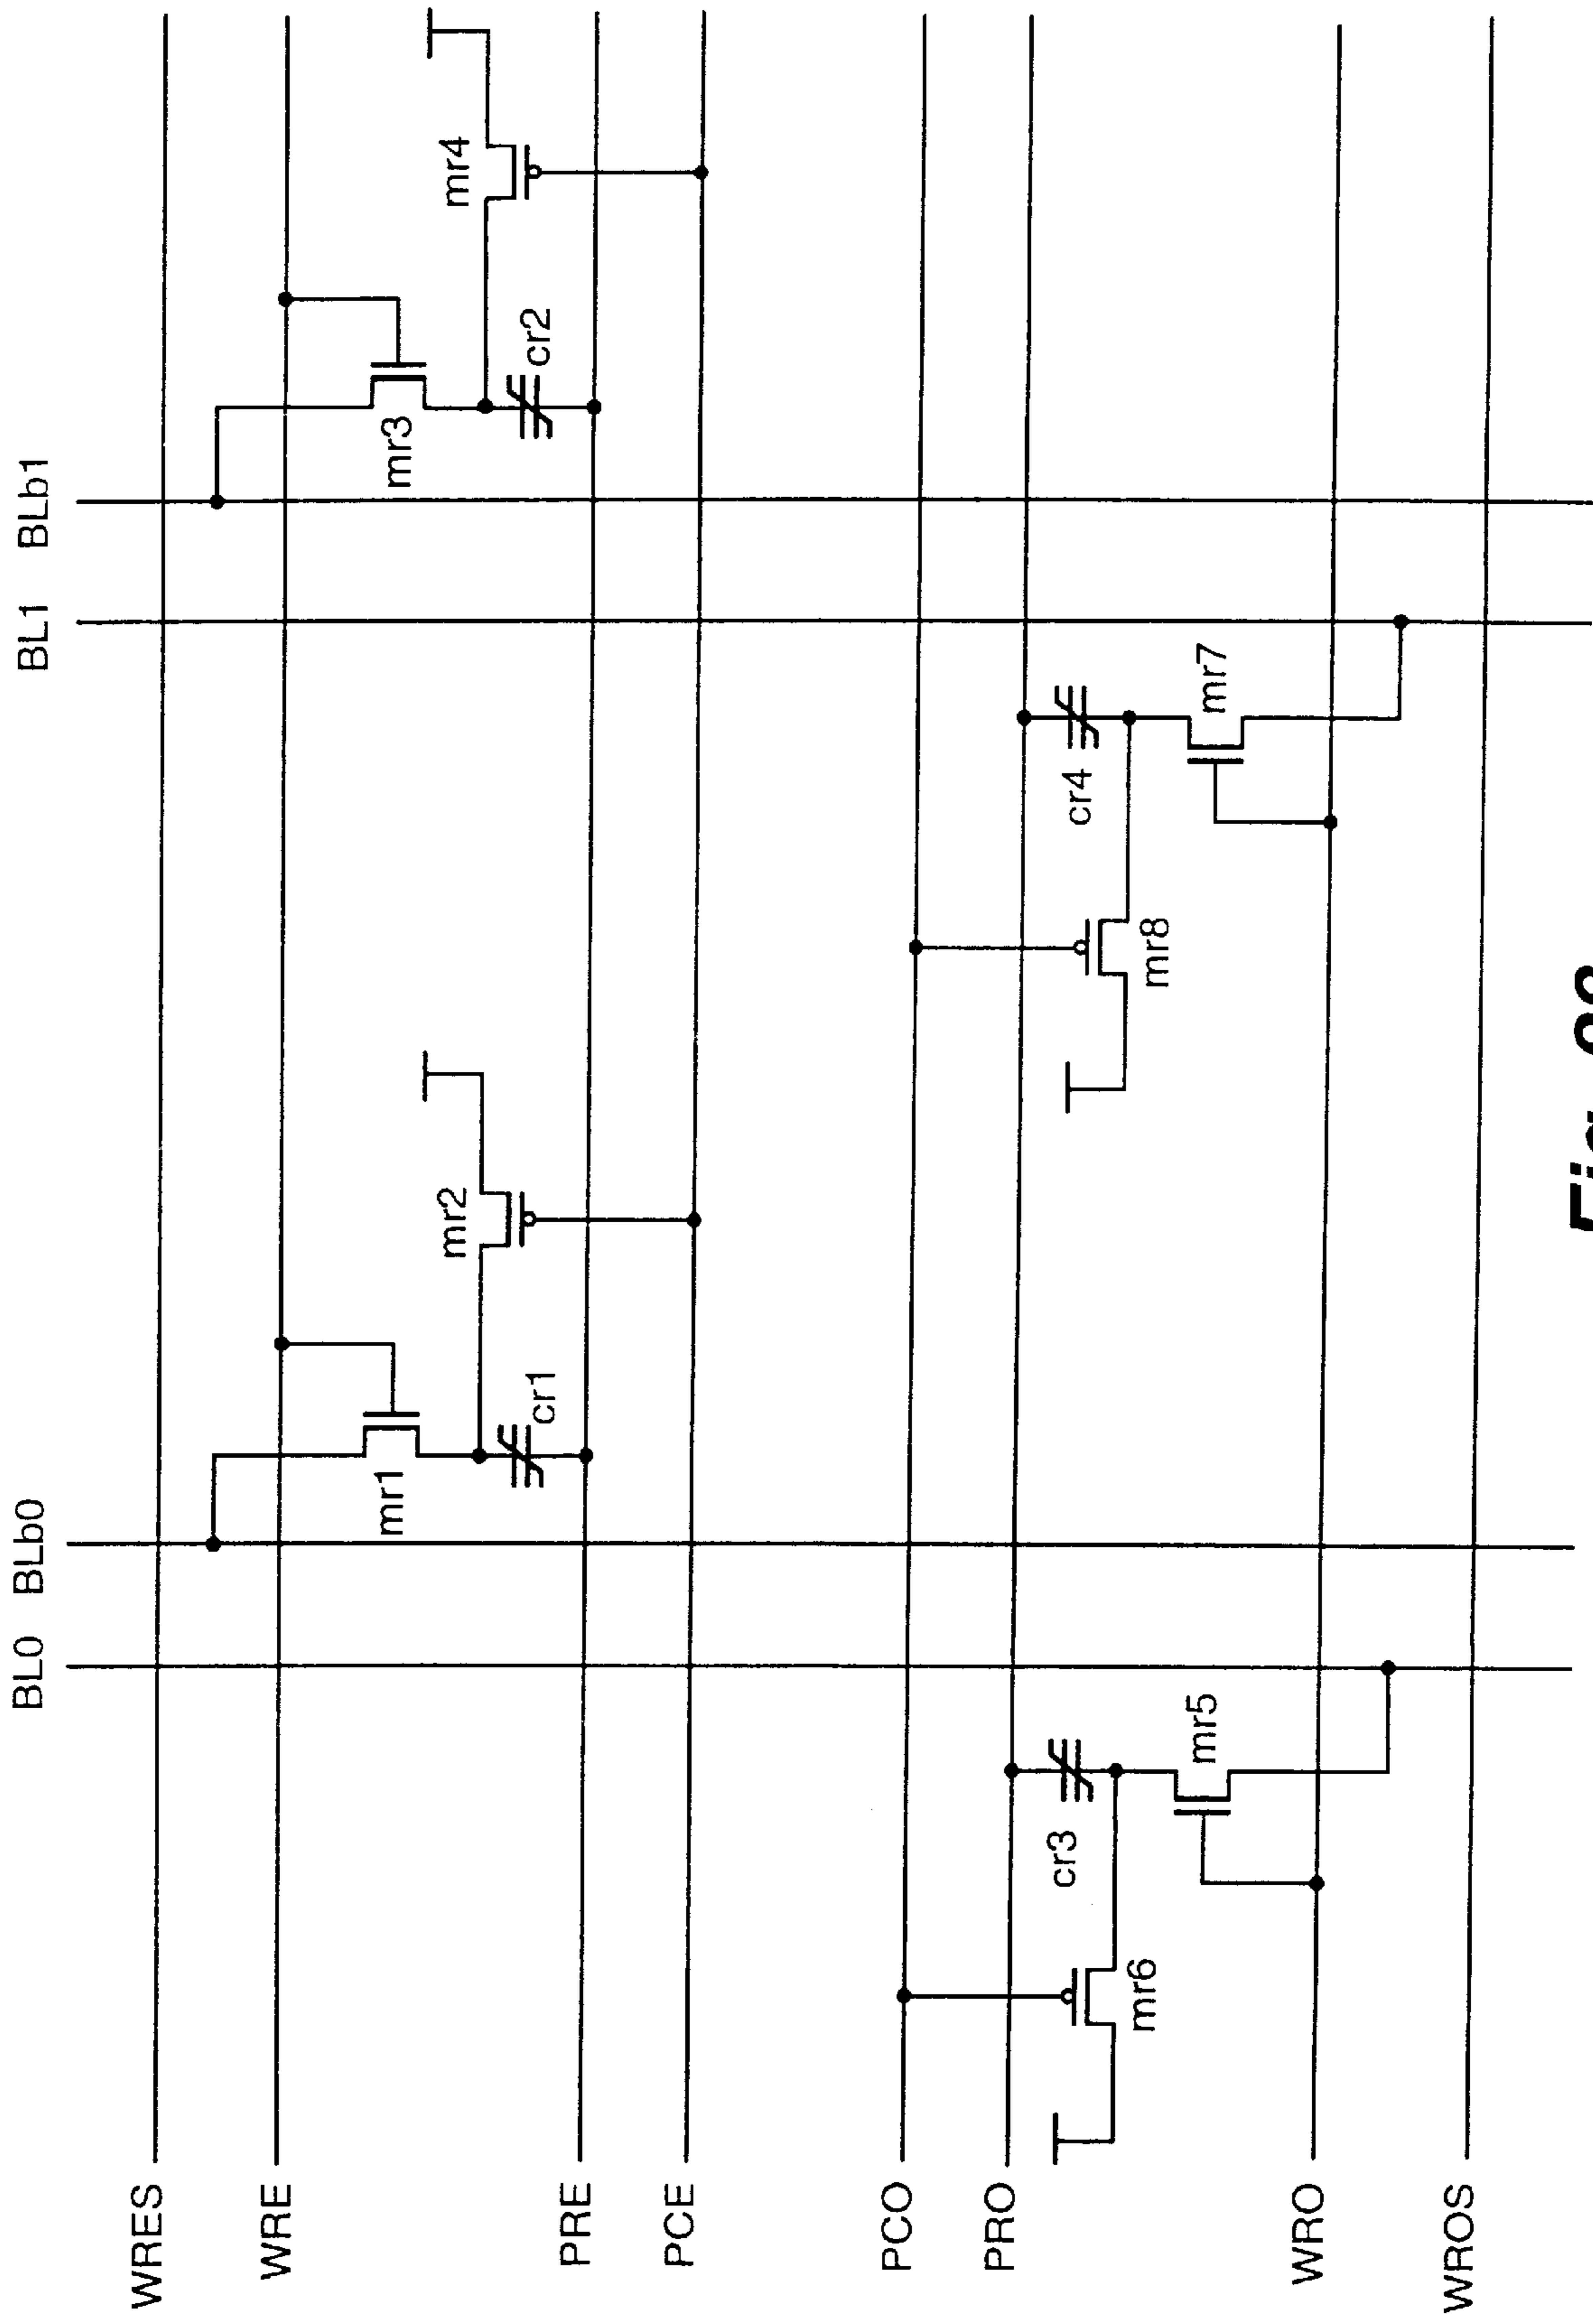 BL0 BLb0 BL1 BLb1
WRES
WRE
mr1 mr3
mr2 mr4
cr1 cr2
PRE
PCE
PCO
PRO
cr3 cr4
mr6 mr8
mr5 mr7
WRO
WROS
Fig.